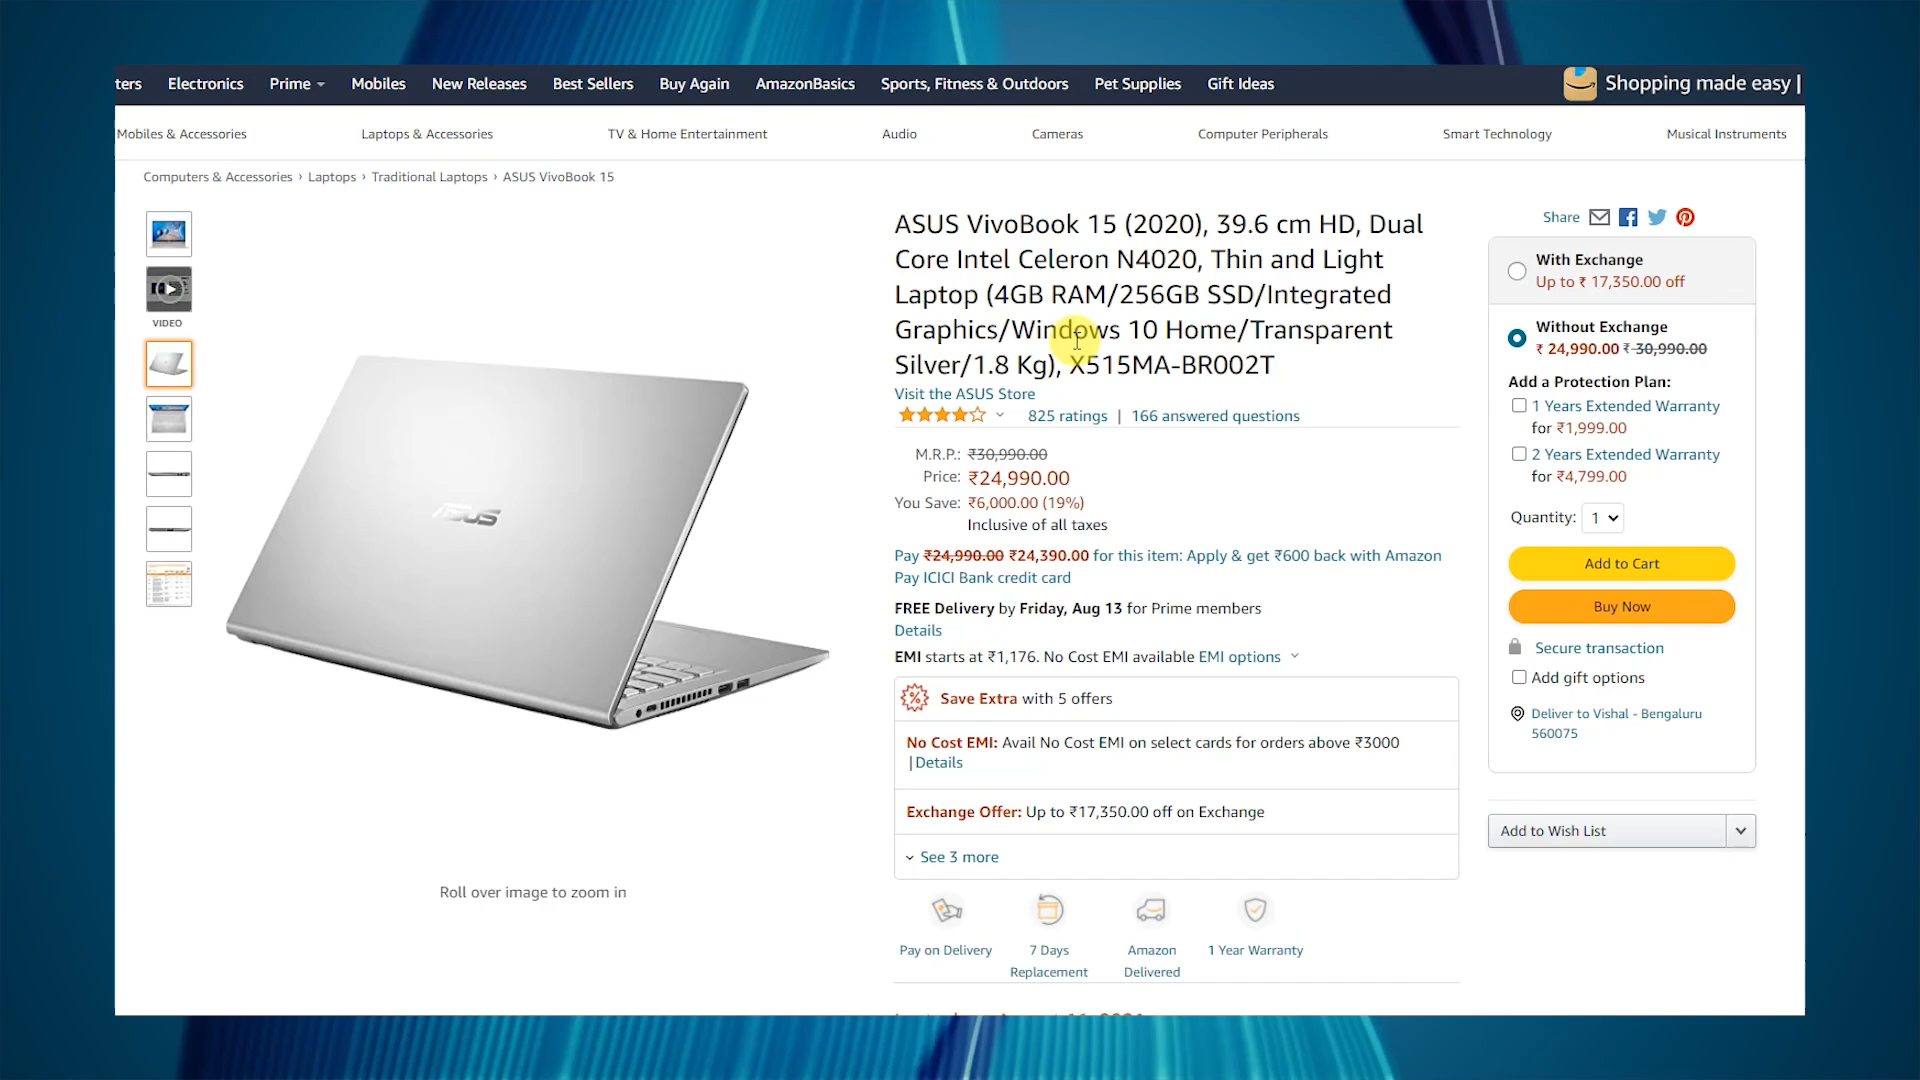 ters Electronics Prime Mobiles New Releases Best Sellers Buy Again AmazonBasics Sports, Fitness & Outdoors Pet Supplies Gift Ideas Shopping made easy |
Mobiles & Accessories Laptops & Accessories TV & Home Entertainment Audio Cameras Computer Peripherals Smart Technology Musical Instruments
Computers & Accessories › Laptops › Traditional Laptops › ASUS VivoBook 15
VIDEO
ASUS
Roll over image to zoom in
ASUS VivoBook 15 (2020), 39.6 cm HD, Dual
Core Intel Celeron N4020, Thin and Light
Laptop (4GB RAM/256GB SSD/Integrated
Graphics/Windows 10 Home/Transparent
Silver/1.8 Kg), X515MA-BR002T
Visit the ASUS Store
825 ratings | 166 answered questions
M.R.P.: ₹30,990.00
Price: ₹24,990.00
You Save: ₹6,000.00 (19%)
Inclusive of all taxes
Pay ₹24,990.00 ₹24,390.00 for this item: Apply & get ₹600 back with Amazon
Pay ICICI Bank credit card
FREE Delivery by Friday, Aug 13 for Prime members
Details
EMI starts at ₹1,176. No Cost EMI available EMI options
Save Extra with 5 offers
No Cost EMI: Avail No Cost EMI on select cards for orders above ₹3000
|Details
Exchange Offer: Up to ₹17,350.00 off on Exchange
See 3 more
Pay on Delivery
7 Days
Replacement
Amazon
Delivered
1 Year Warranty
Share
With Exchange
Up to ₹ 17,350.00 off
Without Exchange
₹ 24,990.00 ₹ 30,990.00
Add a Protection Plan:
1 Years Extended Warranty
for ₹1,999.00
2 Years Extended Warranty
for ₹4,799.00
Quantity: 1
Add to Cart
Buy Now
Secure transaction
Add gift options
Deliver to Vishal - Bengaluru
560075
Add to Wish List